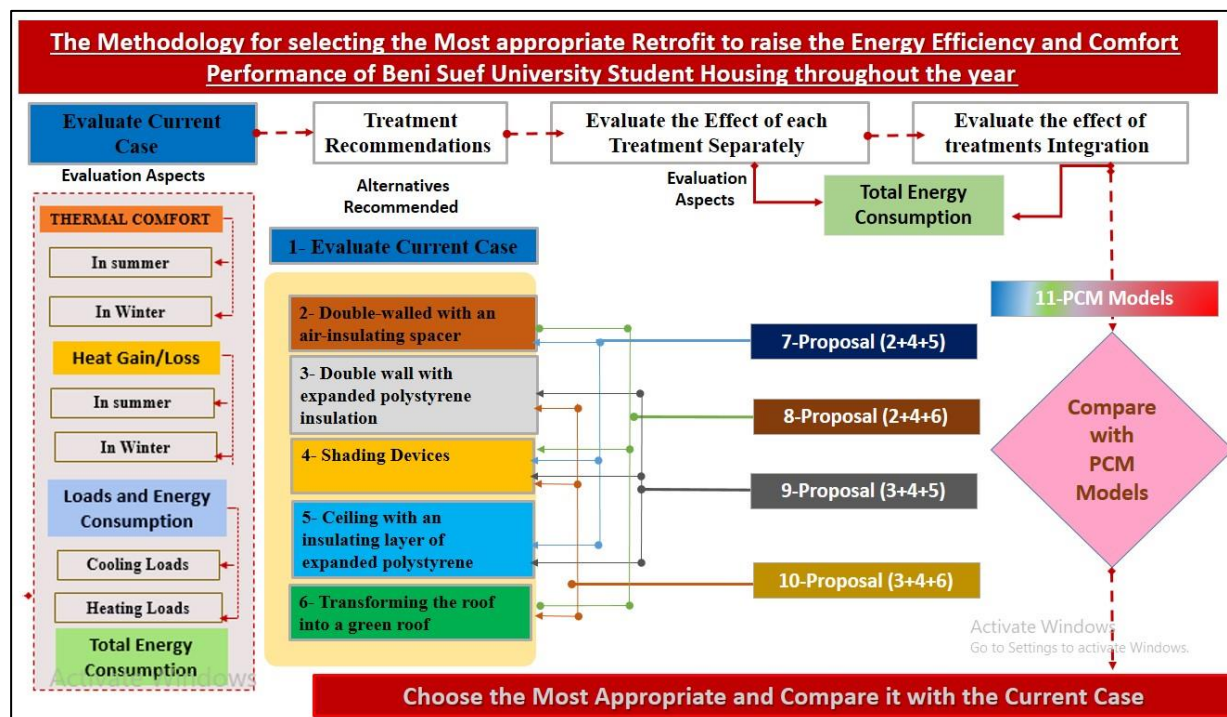 The Methodology for selecting the Most appropriate Retrofit to raise the Energy Efficiency and Comfort
Performance of Beni Suef University Student Housing throughout the year
Evaluate Current
Case
Treatment
Recommendations
Evaluate the Effect of each
Treatment Separately
Evaluate the effect of
treatments Integration
Evaluation Aspects
THERMAL COMFORT
In summer
In Winter
Heat Gain/Loss
In summer
In Winter
Loads and Energy
Consumption
Cooling Loads
Heating Loads
Total Energy
Consumption
Activate Windows
Alternatives
Recommended
1- Evaluate Current Case
2- Double-walled with an
air-insulating spacer
3- Double wall with
expanded polystyrene
insulation
4- Shading Devices
5- Ceiling with an
insulating layer of
expanded polystyrene
6- Transforming the roof
into a green roof
Evaluation
Aspects
Total Energy
Consumption
7-Proposal (2+4+5)
8-Proposal (2+4+6)
9-Proposal (3+4+5)
10-Proposal (3+4+6)
11-PCM Models
Compare
with
PCM
Models
Activate Windows
Go to Settings to activate Windows.
Choose the Most Appropriate and Compare it with the Current Case